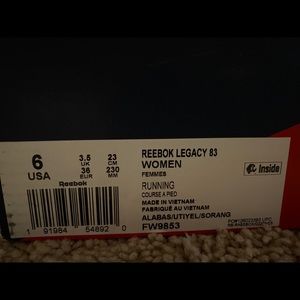 6
USA
3.5
UK
23
CM
36
EUR
230
MM
Reebok
1 91984 54892 0
REEBOK LEGACY 83
WOMEN
FEMMES
RUNNING
COURSE A PIED
MADE IN VIETNAM
FABRIQUÉ AU VIETNAM
ALABAS/UTIYEL/SORANG
FW9853
Inside